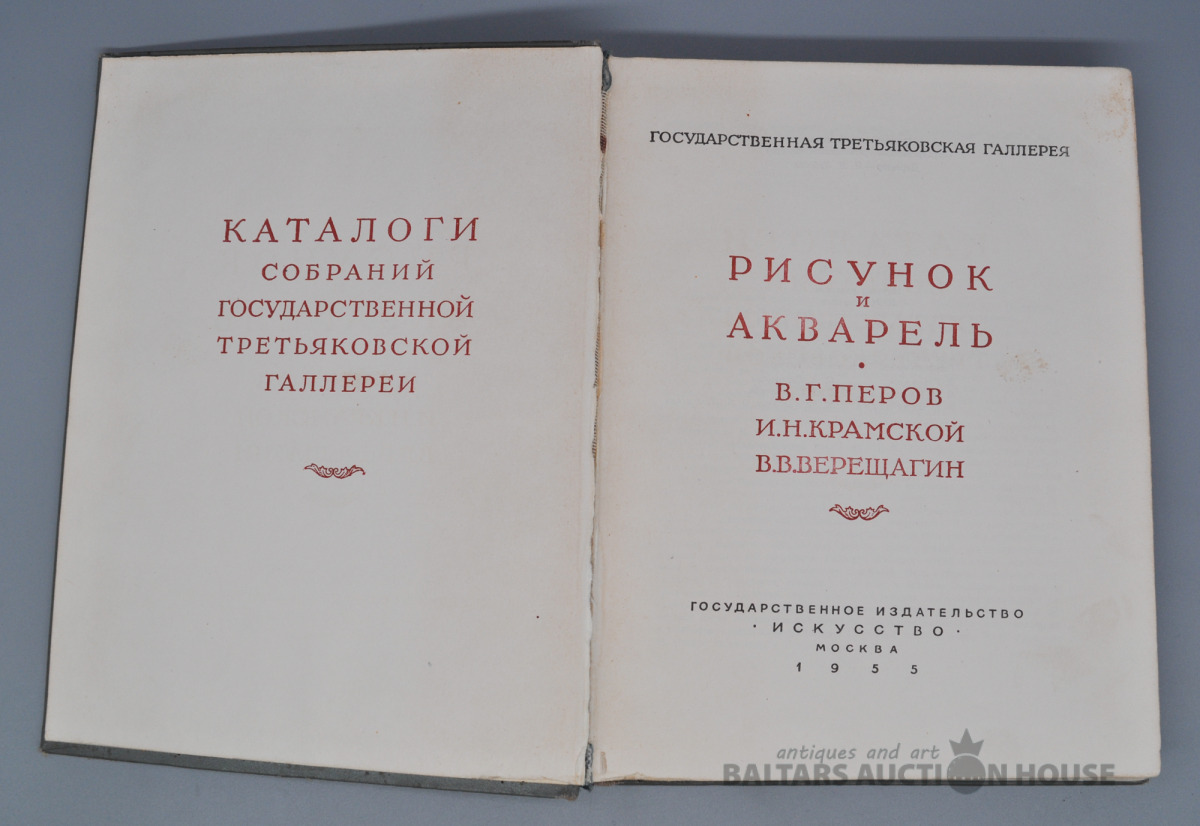 КАТАЛОГИ
СОБРАНИЙ
ГОСУДАРСТВЕННОЙ
ТРЕТЬЯКОВСКОЙ
ГАЛЛЕРЕИ
ГОСУДАРСТВЕННАЯ ТРЕТЬЯКОВСКАЯ ГАЛЛЕРЕЯ
РИСУНОК
И
АКВАРЕЛЬ
•
В.Г.ПЕРОВ
И.Н.КРАМСКОЙ
В.В.ВЕРЕЩАГИН
ГОСУДАРСТВЕННОЕ ИЗДАТЕЛЬСТВО
· ИСКУССТВО ·
МОСКВА
1955
antiques and art
BALTARS AUCTION HOUSE